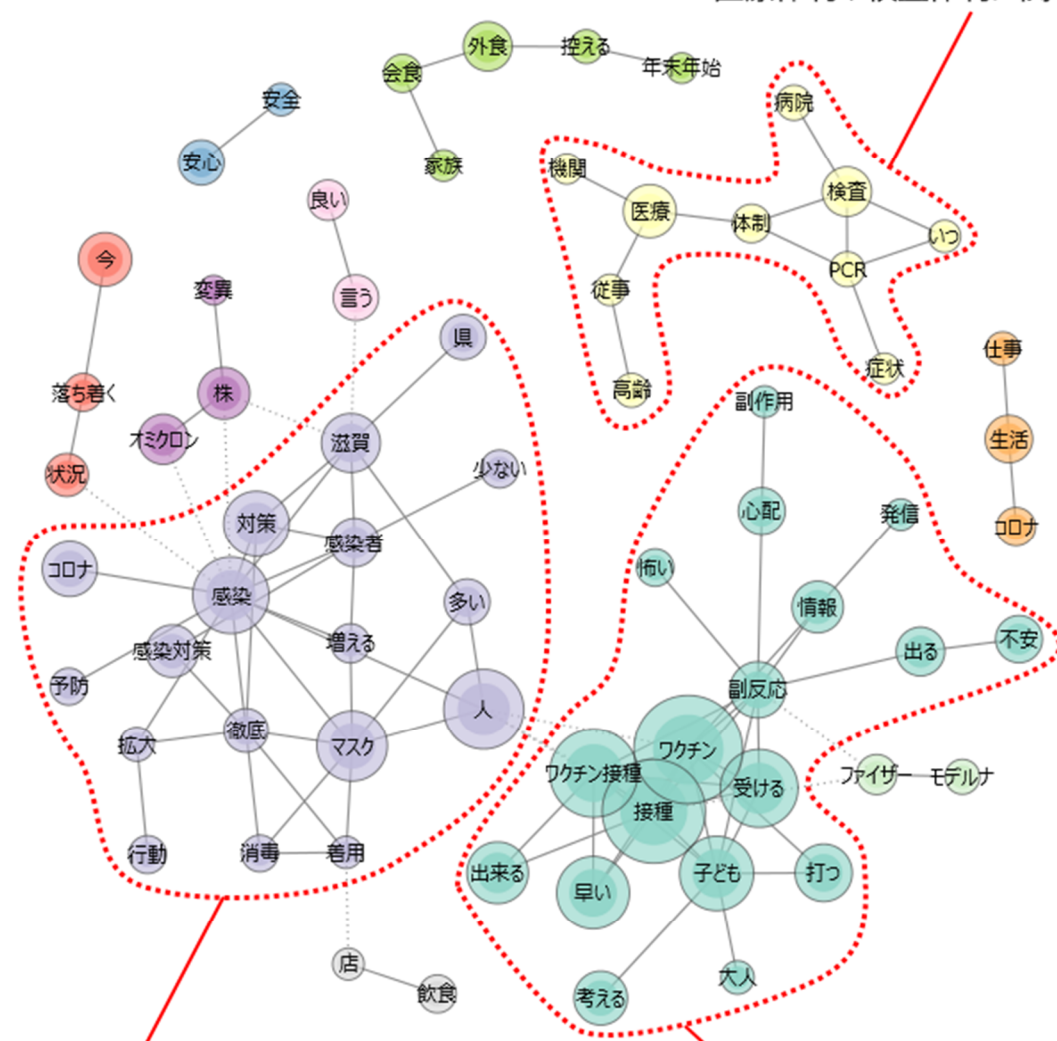 外食
控える
年末年始
会食
家族
安全
安心
病院
機関
検査
医療
体制
いつ
PCR
従事
症状
高齢
良い
言う
今
変異
株
落ち着く
オミクロン
状況
県
滋賀
少ない
対策
感染者
コロナ
感染
多い
増える
感染対策
予防
人
徹底
マスク
拡大
行動
消毒
着用
店
飲食
仕事
生活
コロナ
副作用
心配
発信
怖い
情報
出る
不安
副反応
ワクチン
ワクチン接種
受ける
接種
ファイザー
モデルナ
出来る
早い
子ども
打つ
大人
考える